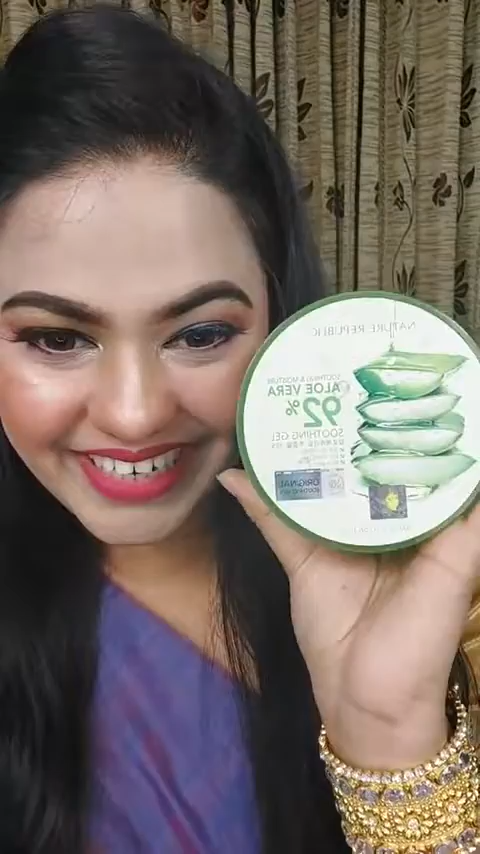 NATURE REPUBLIC
SOOTHING & MOISTURE
ALOE VERA
92%
SOOTHING GEL
ORIGINAL